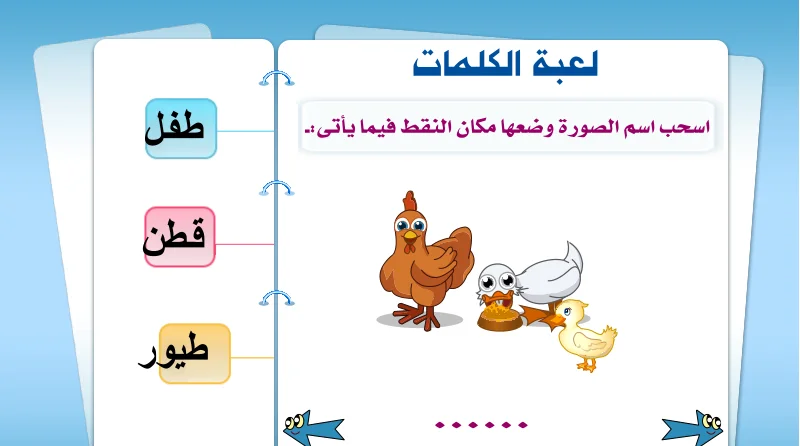 لعبة الكلمات
اسحب اسم الصورة وضعها مكان النقط فيما يأتى :ـ
طفل
قطن
طيور
......